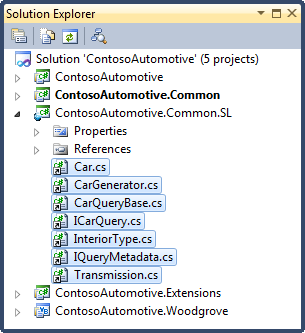 Solution Explorer
Solution 'ContosoAutomotive' (5 projects)
ContosoAutomotive
ContosoAutomotive.Common
ContosoAutomotive.Common.SL
Properties
References
Car.cs
CarGenerator.cs
CarQueryBase.cs
ICarQuery.cs
InteriorType.cs
IQueryMetadata.cs
Transmission.cs
ContosoAutomotive.Extensions
ContosoAutomotive.Woodgrove